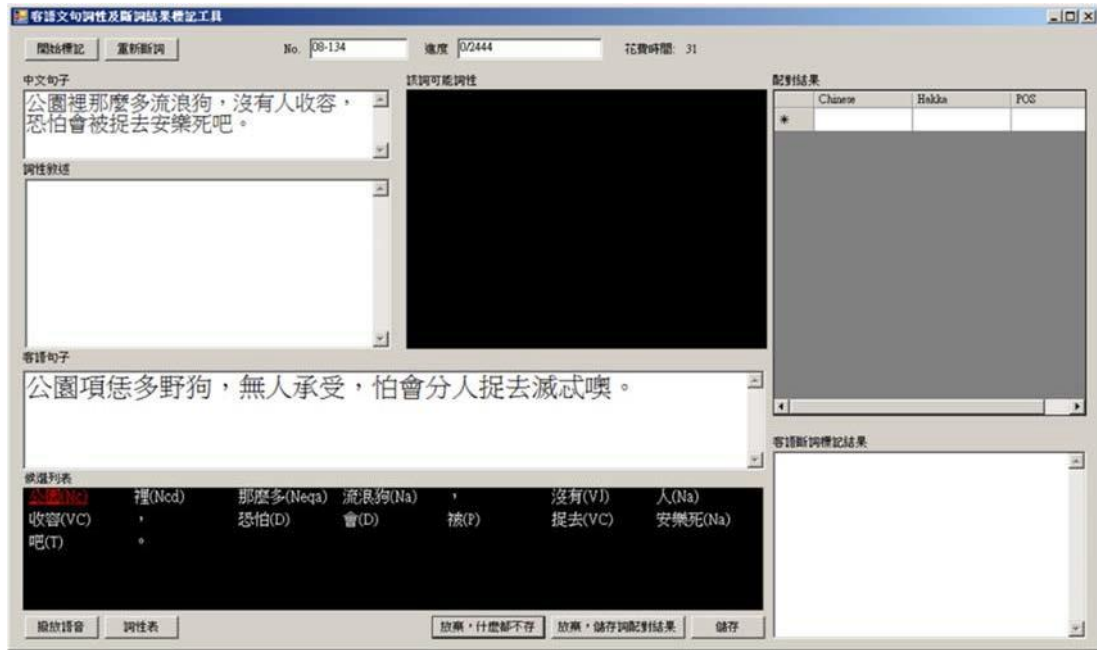 客語文句詞性及斷詞結果標記工具
開始標記 重新斷詞 No. 08-134 進度 0/2444 花費時間: 31
中文句子 該詞可能詞性 配對結果
公園裡那麼多流浪狗，沒有人收容，
恐怕會被捉去安樂死吧。
Chinese Hakka POS
詞性敘述
客語句子
公園項恁多野狗，無人承受，怕會分人捉去滅忒噢。
客語斷詞標記結果
候選列表
公園(Nc) 裡(Ncd) 那麼多(Neqa) 流浪狗(Na) ， 沒有(VJ) 人(Na)
收容(VC) ， 恐怕(D) 會(D) 被(P) 捉去(VC) 安樂死(Na)
吧(T) 。
撥放語音 詞性表 放棄，什麼都不存 放棄，儲存詞配對結果 儲存